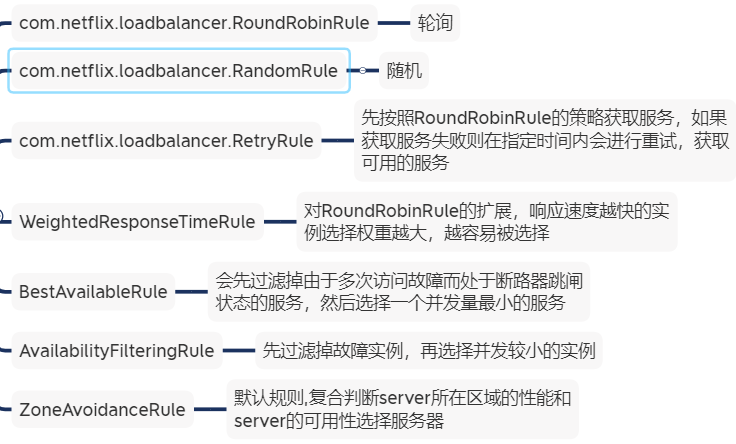 com.netflix.loadbalancer.RoundRobinRule
轮询
com.netflix.loadbalancer.RandomRule
随机
com.netflix.loadbalancer.RetryRule
先按照RoundRobinRule的策略获取服务，如果
获取服务失败则在指定时间内会进行重试，获取
可用的服务
WeightedResponseTimeRule
对RoundRobinRule的扩展，响应速度越快的实
例选择权重越大，越容易被选择
BestAvailableRule
会先过滤掉由于多次访问故障而处于断路器跳闸
状态的服务，然后选择一个并发量最小的服务
AvailabilityFilteringRule
先过滤掉故障实例，再选择并发较小的实例
ZoneAvoidanceRule
默认规则,复合判断server所在区域的性能和
server的可用性选择服务器